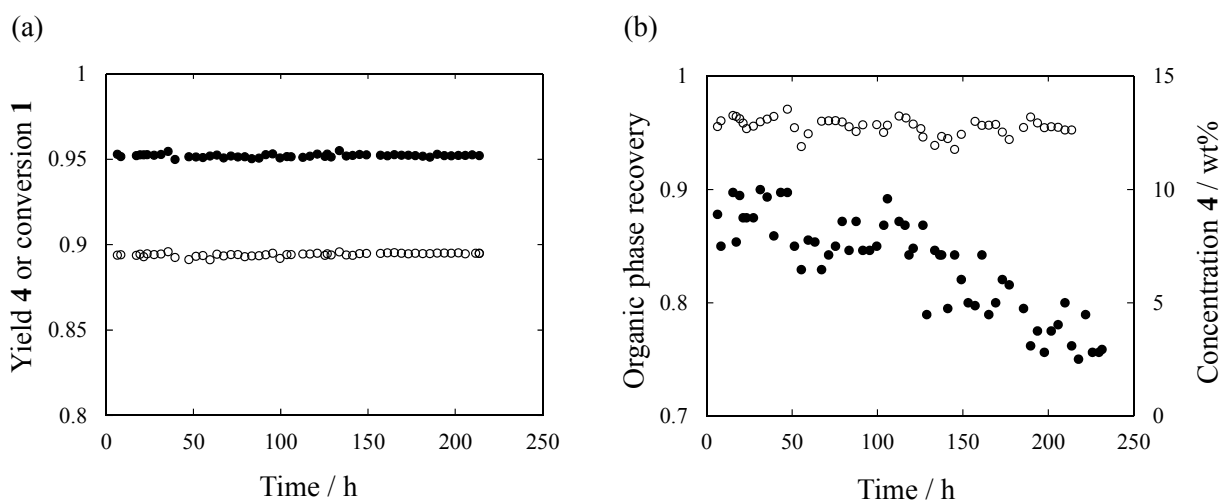 (a)
Yield 4 or conversion 1
1
0.95
0.9
0.85
0.8
0 50 100 150 200 250
Time / h
(b)
Organic phase recovery
1
0.9
0.8
0.7
15
10
5
0
Concentration 4 / wt%
0 50 100 150 200 250
Time / h